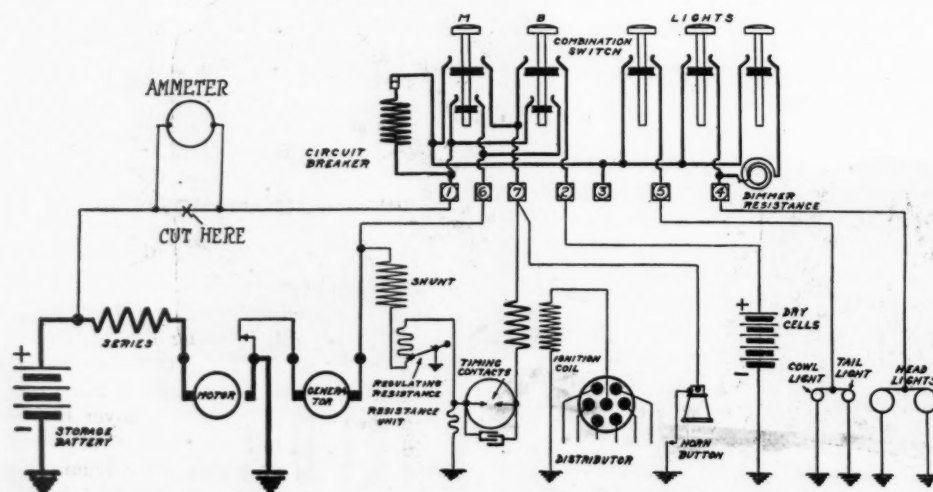 M B LIGHTS
COMBINATION
SWITCH
AMMETER
CIRCUIT
BREAKER
1 6 7 2 3 5 4
DIMMER
RESISTANCE
CUT HERE
SHUNT
+
SERIES
+
DRY
CELLS
-
IGNITION
COIL
TIMING
CONTACTS
REGULATING
RESISTANCE
RESISTANCE
UNIT
COWL
LIGHT
TAIL
LIGHT
HEAD
LIGHTS
MOTOR
GENERA
TOR
-
STORAGE
BATTERY
DISTRIBUTOR
HORN
BUTTON